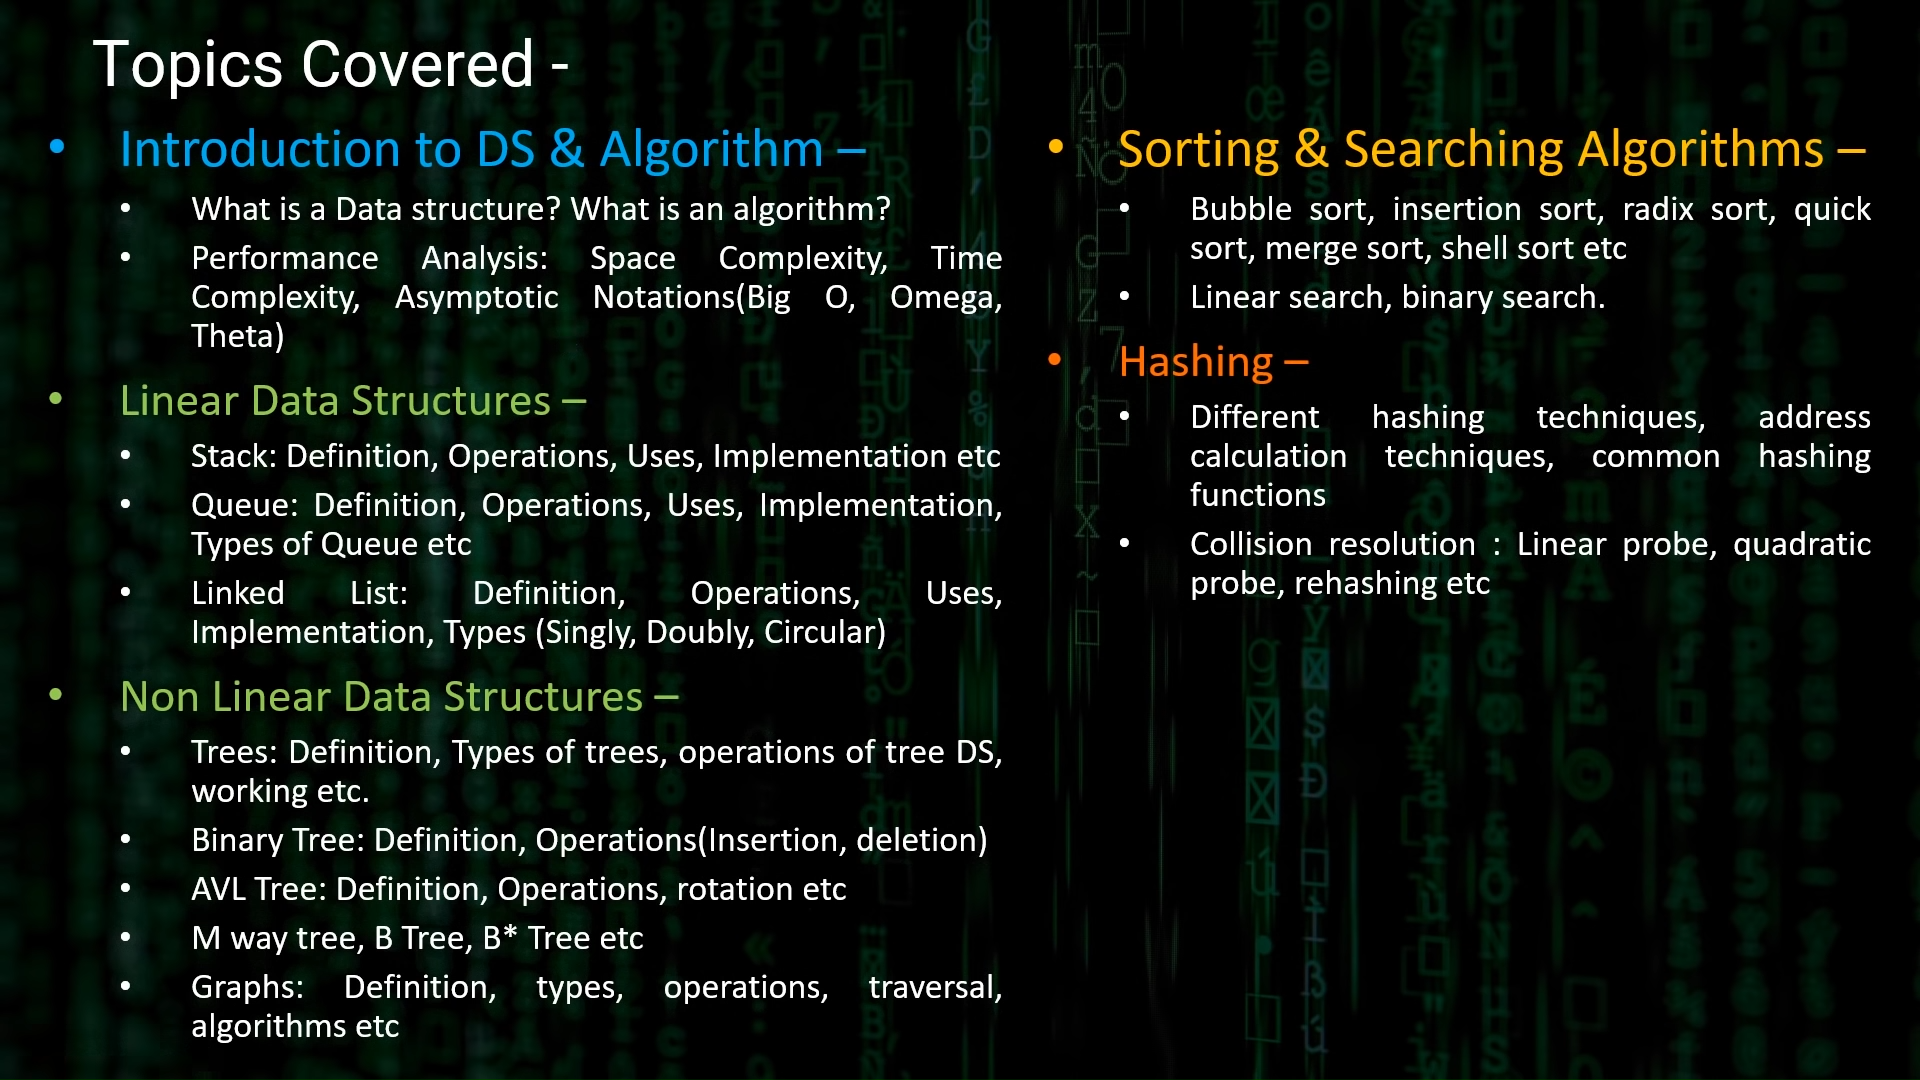 Topics Covered -
• Introduction to DS & Algorithm –
• What is a Data structure? What is an algorithm?
• Performance Analysis: Space Complexity, Time
Complexity, Asymptotic Notations(Big O, Omega,
Theta)
• Linear Data Structures –
• Stack: Definition, Operations, Uses, Implementation etc
• Queue: Definition, Operations, Uses, Implementation,
Types of Queue etc
• Linked List: Definition, Operations, Uses,
Implementation, Types (Singly, Doubly, Circular)
• Non Linear Data Structures –
• Trees: Definition, Types of trees, operations of tree DS,
working etc.
• Binary Tree: Definition, Operations(Insertion, deletion)
• AVL Tree: Definition, Operations, rotation etc
• M way tree, B Tree, B* Tree etc
• Graphs: Definition, types, operations, traversal,
algorithms etc
• Sorting & Searching Algorithms –
• Bubble sort, insertion sort, radix sort, quick
sort, merge sort, shell sort etc
• Linear search, binary search.
• Hashing –
• Different hashing techniques, address
calculation techniques, common hashing
functions
• Collision resolution : Linear probe, quadratic
probe, rehashing etc